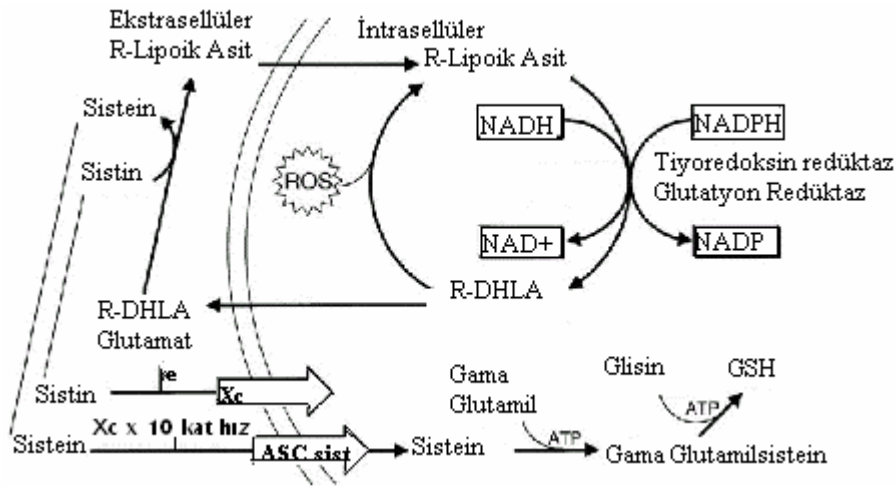 Ekstrasellüler
R-Lipoik Asit
İntrasellüler
R-Lipoik Asit
Sistein
Sistin
ROS
NADH
NADPH
Tiyoredoksin redüktaz
Glutatyon Redüktaz
NAD+
NADP
R-DHLA
R-DHLA
Glutamat
Sistin
Xc
Sistein
Xc x 10 kat hız
ASC sist
Sistein
Gama
Glutamil
ATP
Gama Glutamilsistein
Glisin
ATP
GSH